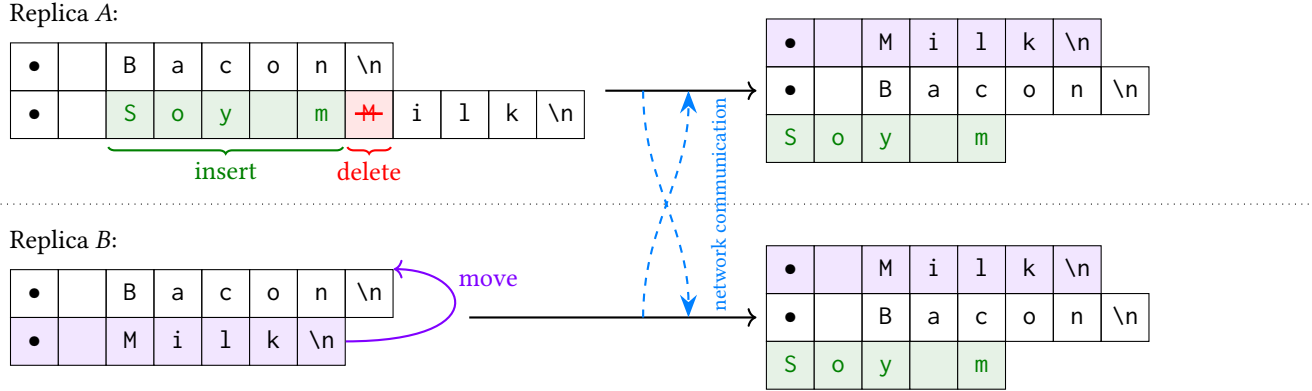 Replica A:
• B a c o n \n
• S o y m M i l k \n
insert delete
• M i l k \n
• B a c o n \n
S o y m
network communication
Replica B:
• B a c o n \n
• M i l k \n
move
• M i l k \n
• B a c o n \n
S o y m